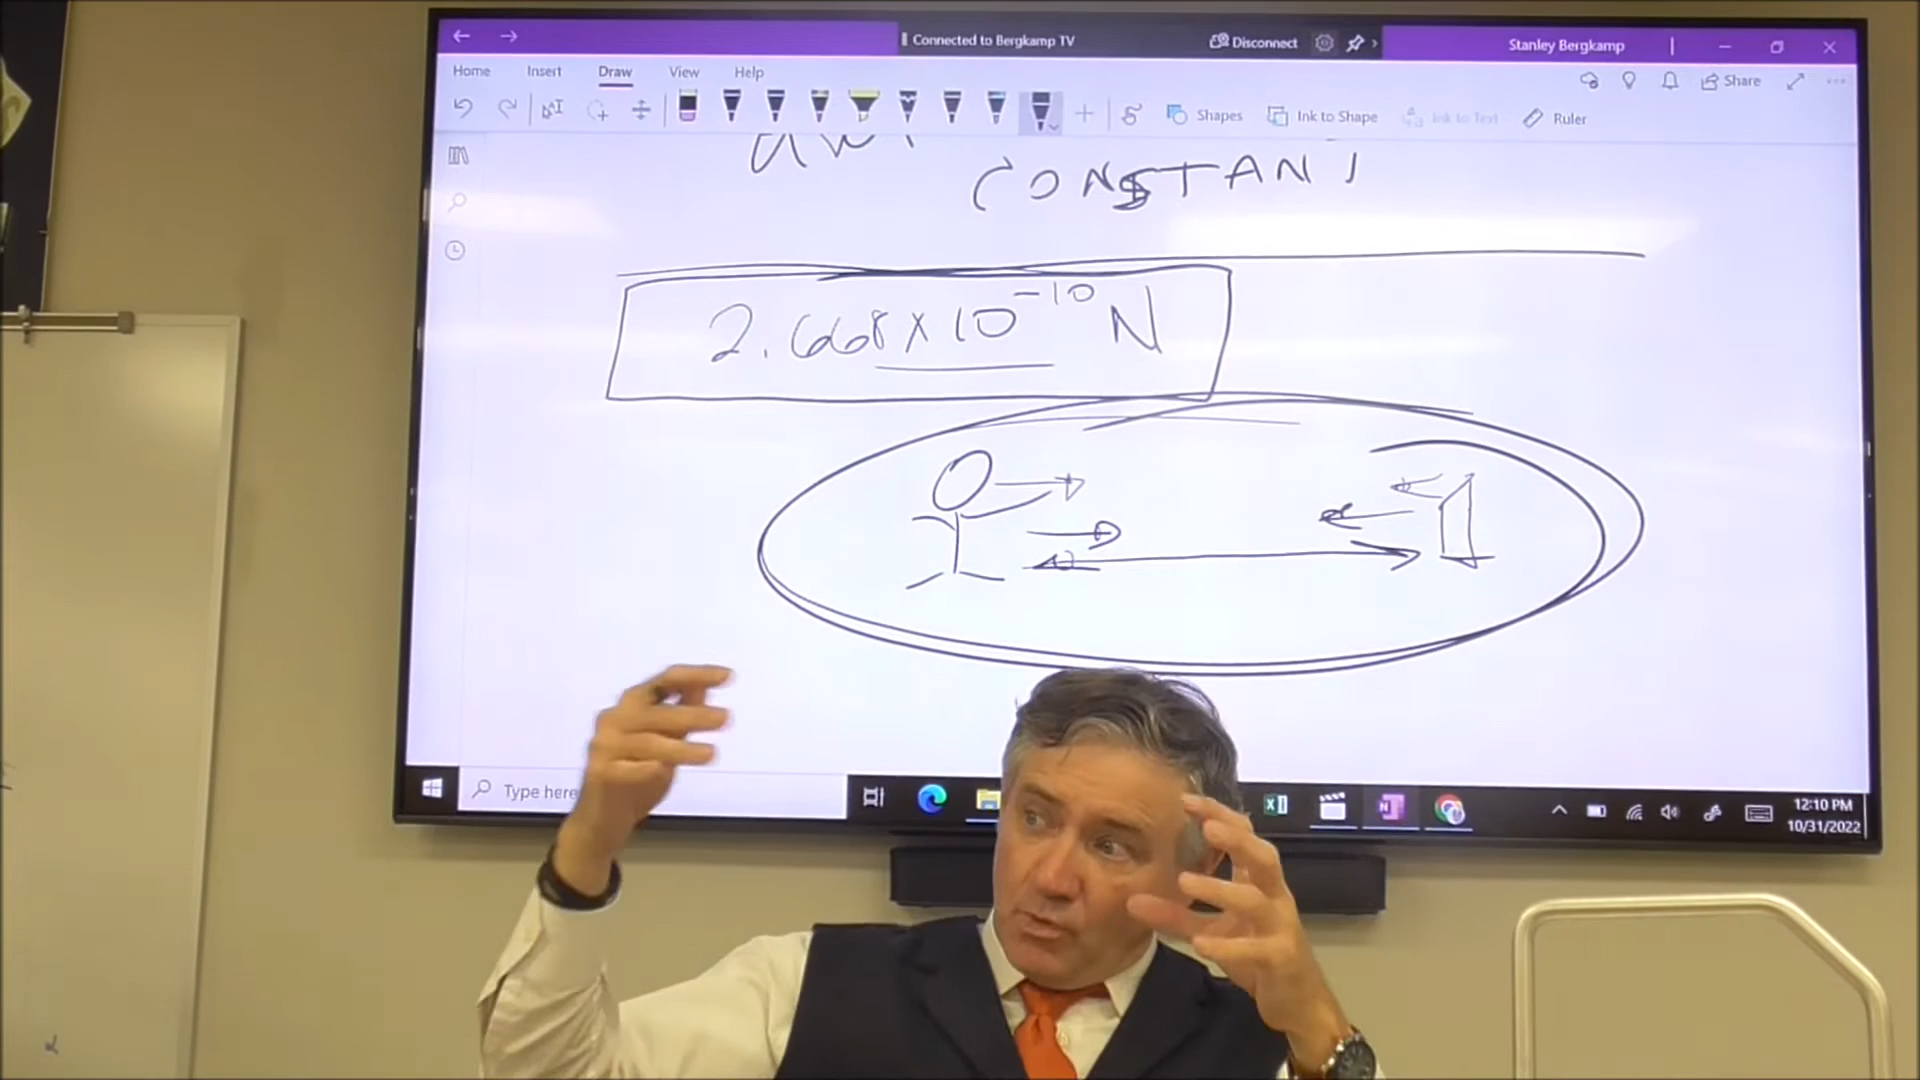 Connected to Bergkamp TV
Disconnect
Stanley Bergkamp
Home Insert Draw View Help
Share
Shapes Ink to Shape Ink to Text Ruler
CONSTANT
2.668 x 10⁻¹⁰ N
Type here
12:10 PM
10/31/2022